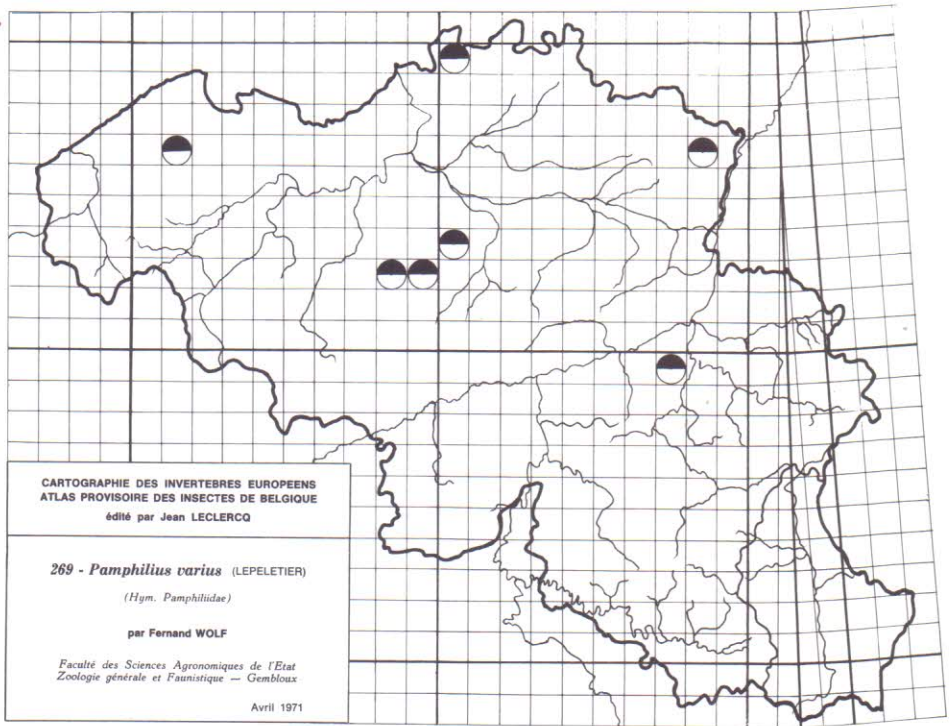 CARTOGRAPHIE DES INVERTEBRES EUROPEENS
ATLAS PROVISOIRE DES INSECTES DE BELGIQUE
édité par Jean LECLERCQ
269 - Pamphilius varius (LEPELETIER)
(Hym. Pamphiliidae)
par Fernand WOLF
Faculté des Sciences Agronomiques de l'Etat
Zoologie générale et Faunistique — Gembloux
Avril 1971